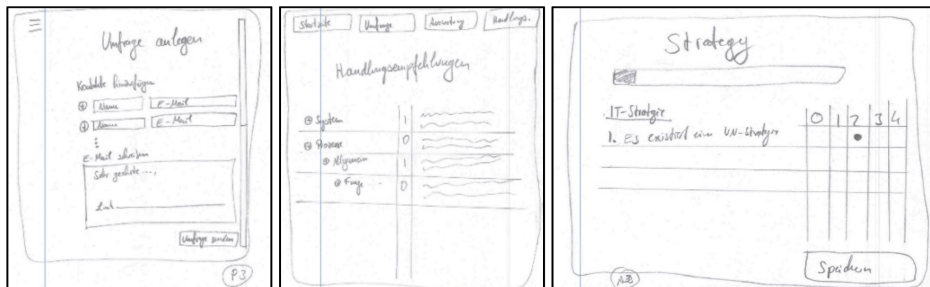 Umfrage anlegen
Kontakte hinzufügen
Name E-Mail
Name E-Mail
E-Mail schreiben
Sehr geehrte ...,
Link
Umfrage senden
P3
Startseite Umfrage Auswertung Handlungs.
Handlungsempfehlungen
System 1
Prozesse 0
Allgemein 1
Frage 0
Strategy
IT-Strategie 0 1 2 3 4
1. Es existiert eine UN-Strategie
Speichern